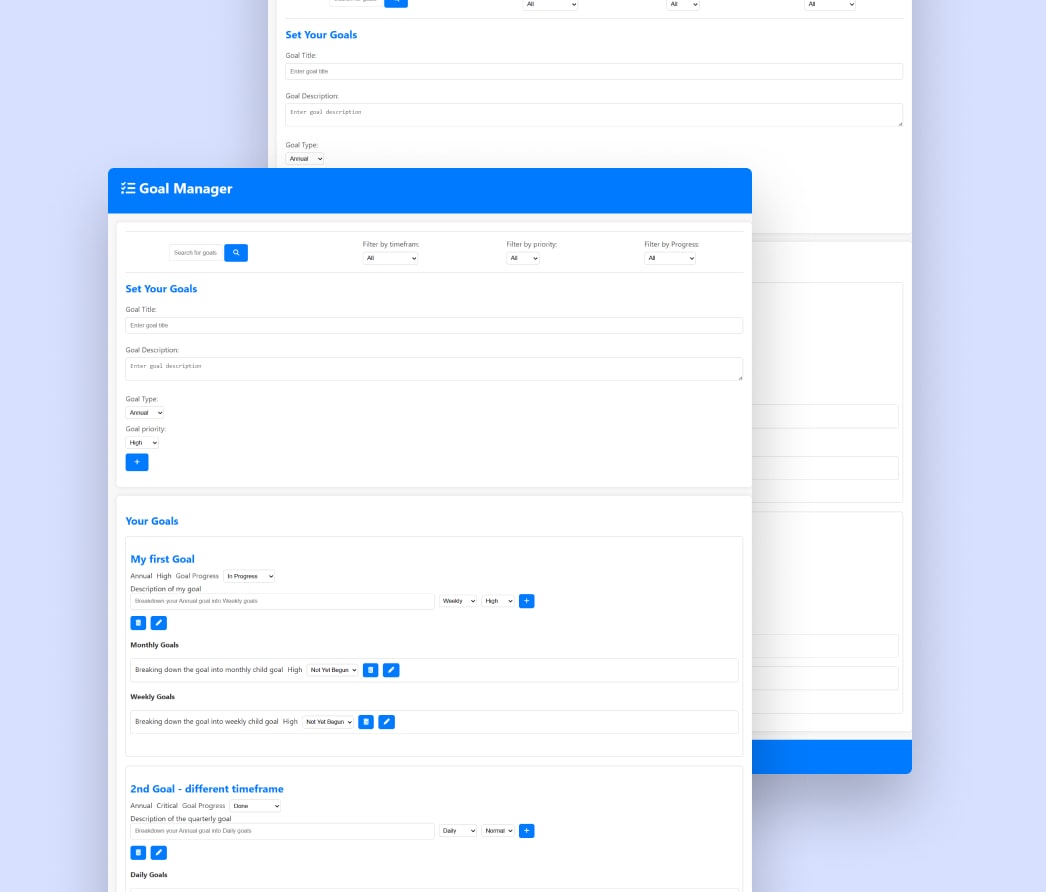 All All All
Set Your Goals
Goal Title:
Enter goal title
Goal Description:
Enter goal description
Goal Type:
Annual
Goal Manager
Search for goals
Filter by timefram:
All
Filter by priority:
All
Filter by Progress:
All
Set Your Goals
Goal Title:
Enter goal title
Goal Description:
Enter goal description
Goal Type:
Annual
Goal priority:
High
+
Your Goals
My first Goal
Annual High Goal Progress In Progress
Description of my goal
Breakdown your Annual goal into Weekly goals Weekly High +
Monthly Goals
Breaking down the goal into monthly child goal High Not Yet Begun
Weekly Goals
Breaking down the goal into weekly child goal High Not Yet Begun
2nd Goal - different timeframe
Annual Critical Goal Progress Done
Description of the quarterly goal
Breakdown your Annual goal into Daily goals Daily Normal +
Daily Goals